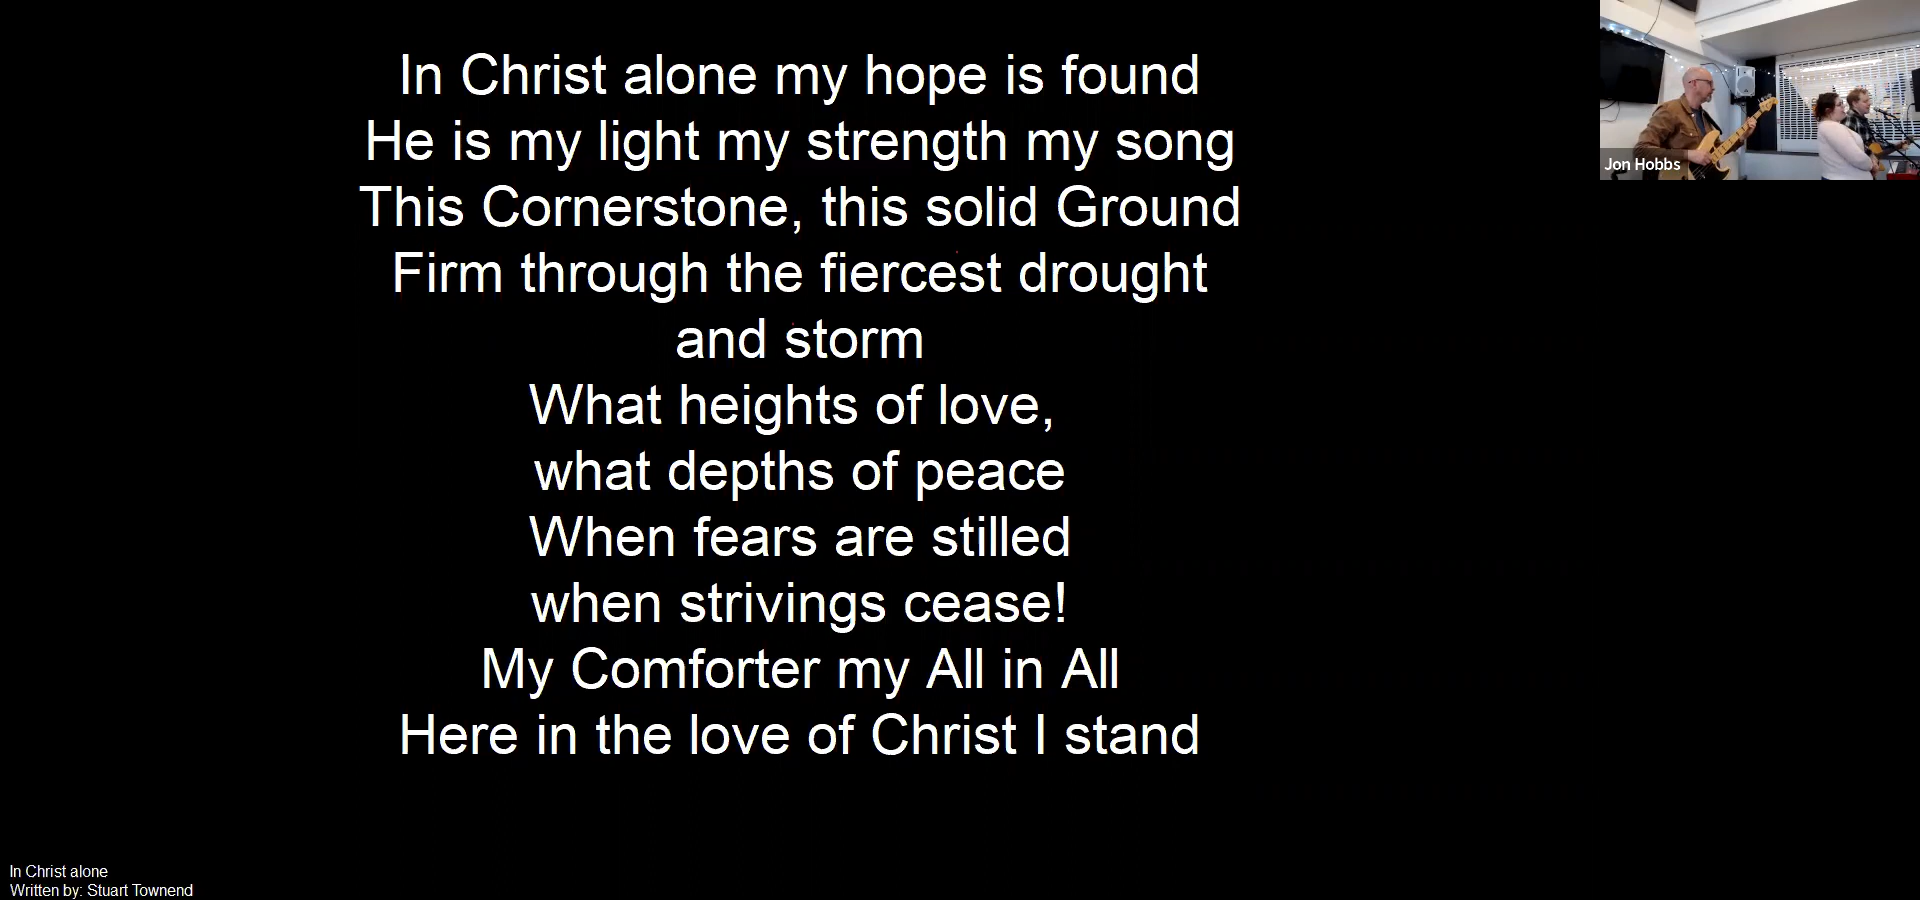 In Christ alone my hope is found
He is my light my strength my song
This Cornerstone, this solid Ground
Firm through the fiercest drought
and storm
What heights of love,
what depths of peace
When fears are stilled
when strivings cease!
My Comforter my All in All
Here in the love of Christ I stand
Jon Hobbs
In Christ alone
Written by: Stuart Townend